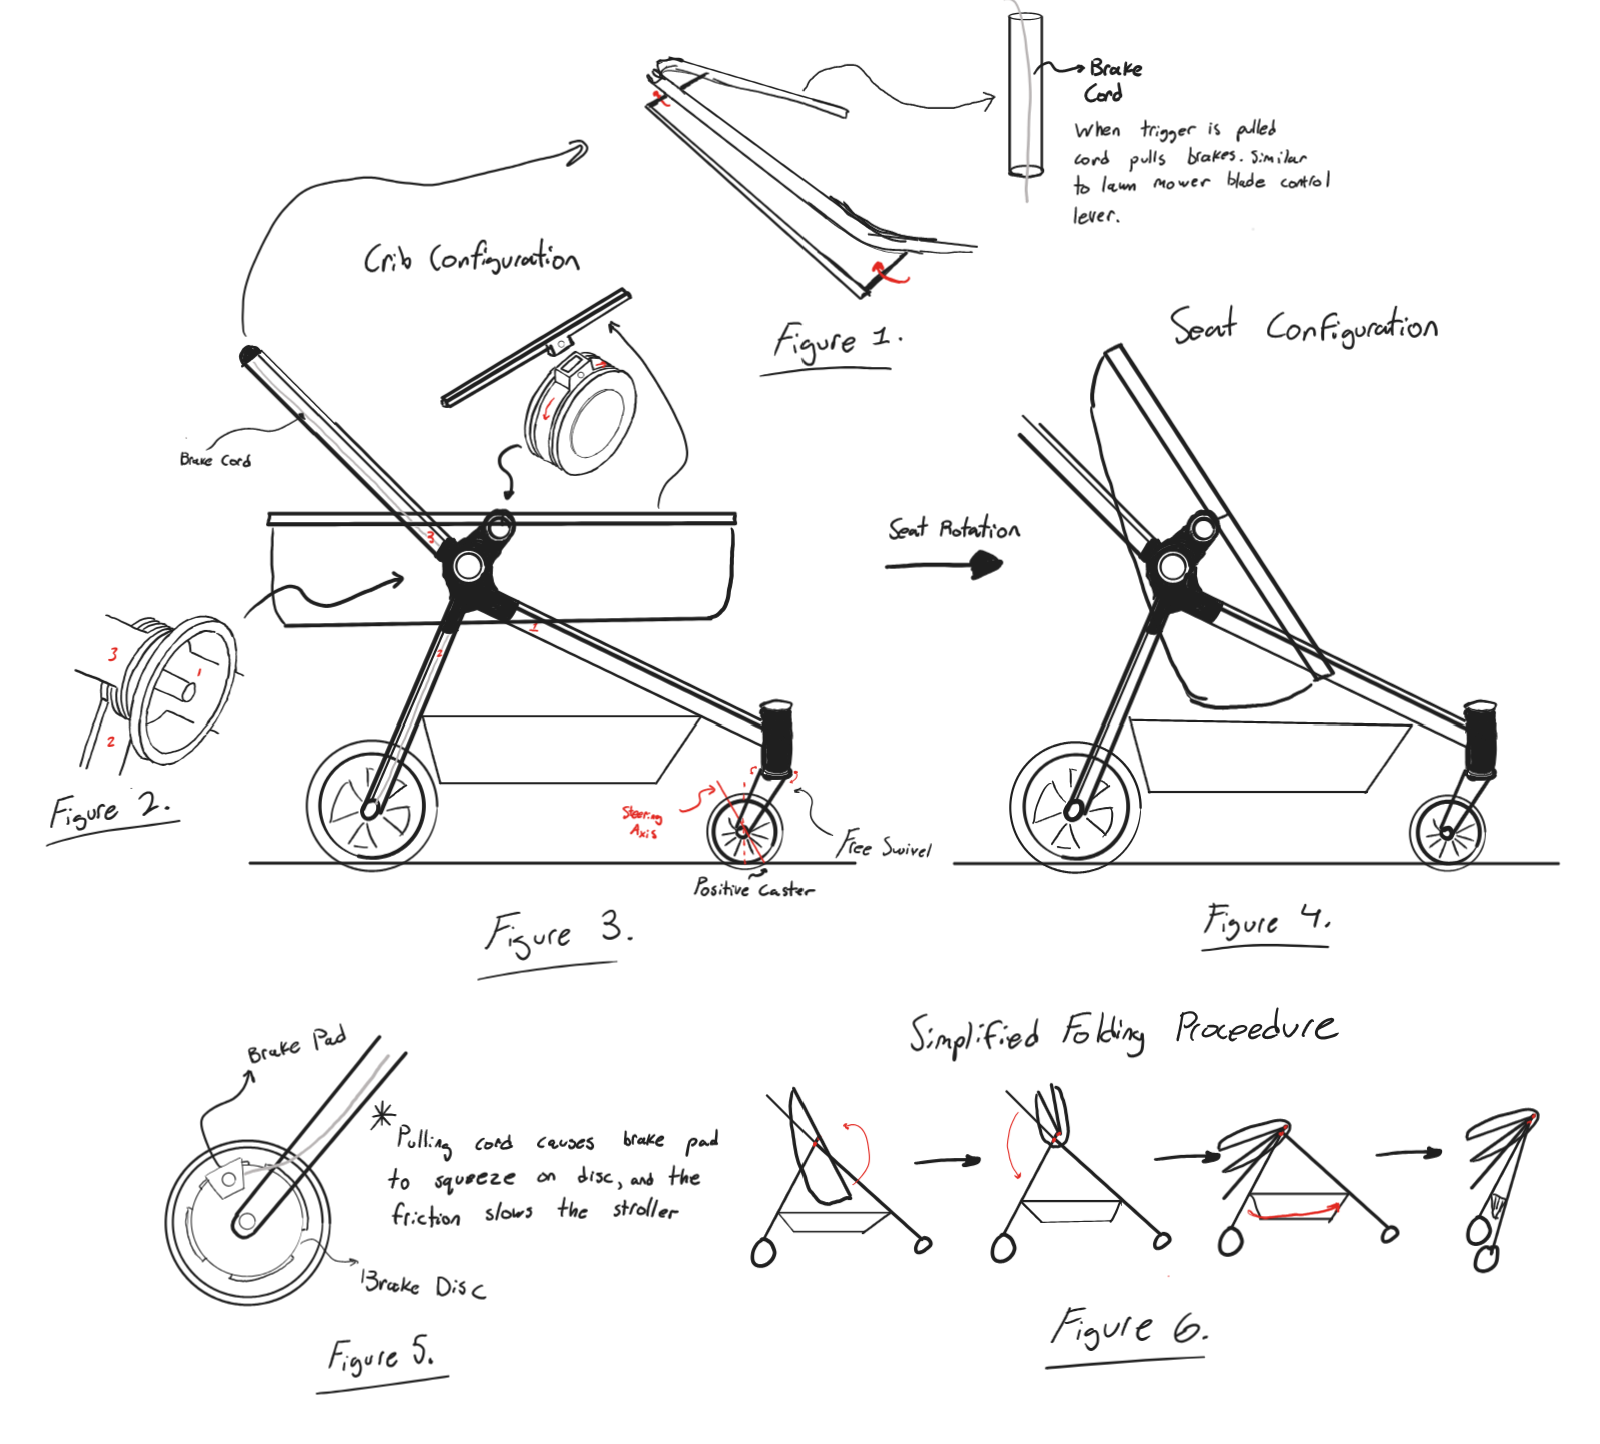 Brake
Cord
When trigger is pulled
cord pulls brakes. Similar
to lawn mower blade control
lever.
Crib Configuration
Figure 1.
Seat Configuration
Brake Cord
3
Seat Rotation
1
2
3
1
2
Figure 2.
Steering
Axis
Free Swivel
Positive Caster
Figure 3.
Figure 4.
Brake Pad
* Pulling cord causes brake pad
to squeeze on disc, and the
friction slows the stroller
Brake Disc
Figure 5.
Simplified Folding Proceedure
Figure 6.